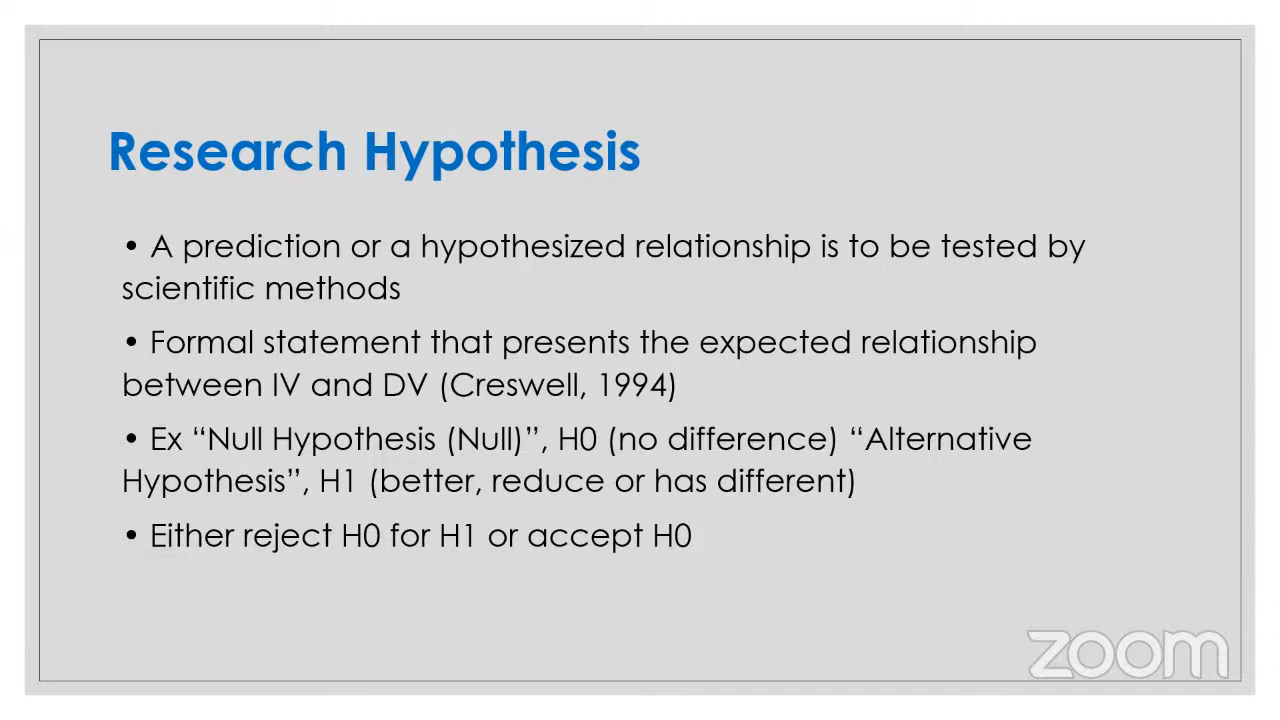 Research Hypothesis
• A prediction or a hypothesized relationship is to be tested by
scientific methods
• Formal statement that presents the expected relationship
between IV and DV (Creswell, 1994)
• Ex “Null Hypothesis (Null)”, H0 (no difference) “Alternative
Hypothesis”, H1 (better, reduce or has different)
• Either reject H0 for H1 or accept H0
zoom